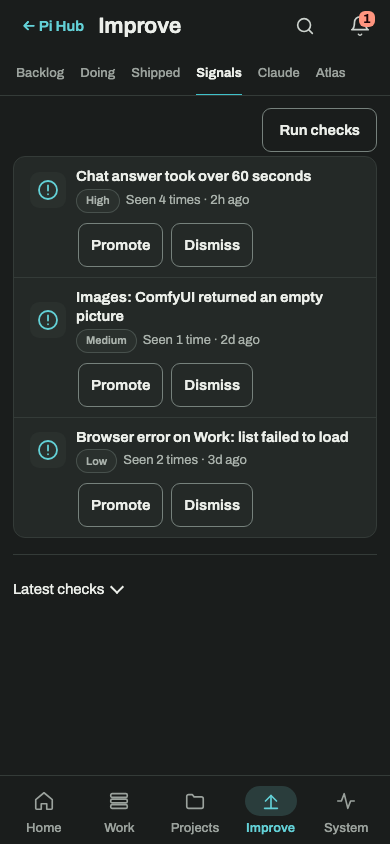 ← Pi Hub Improve 1
Backlog Doing Shipped Signals Claude Atlas
Run checks
Chat answer took over 60 seconds
High Seen 4 times · 2h ago
Promote Dismiss
Images: ComfyUI returned an empty
picture
Medium Seen 1 time · 2d ago
Promote Dismiss
Browser error on Work: list failed to load
Low Seen 2 times · 3d ago
Promote Dismiss
Latest checks
Home Work Projects Improve System